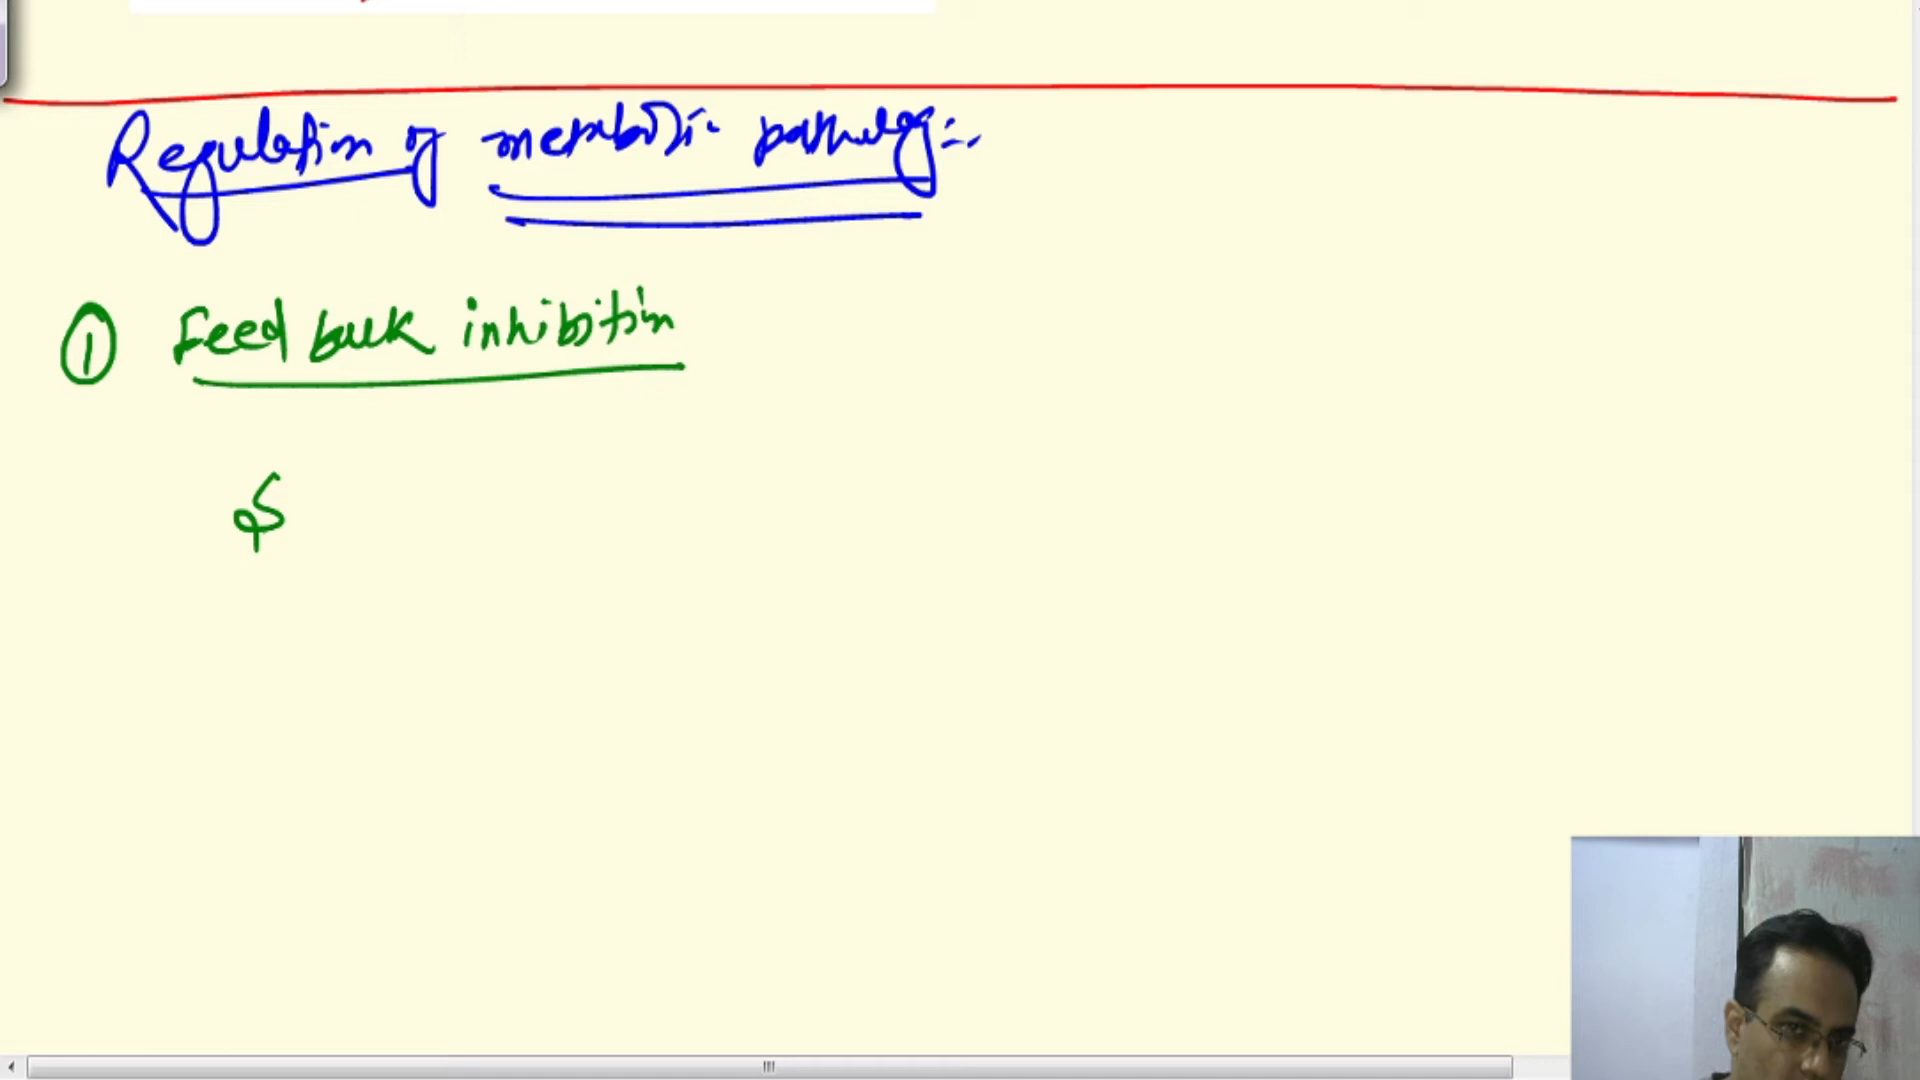 Regulation of metabolic pathway:-
① Feed back inhibition
S